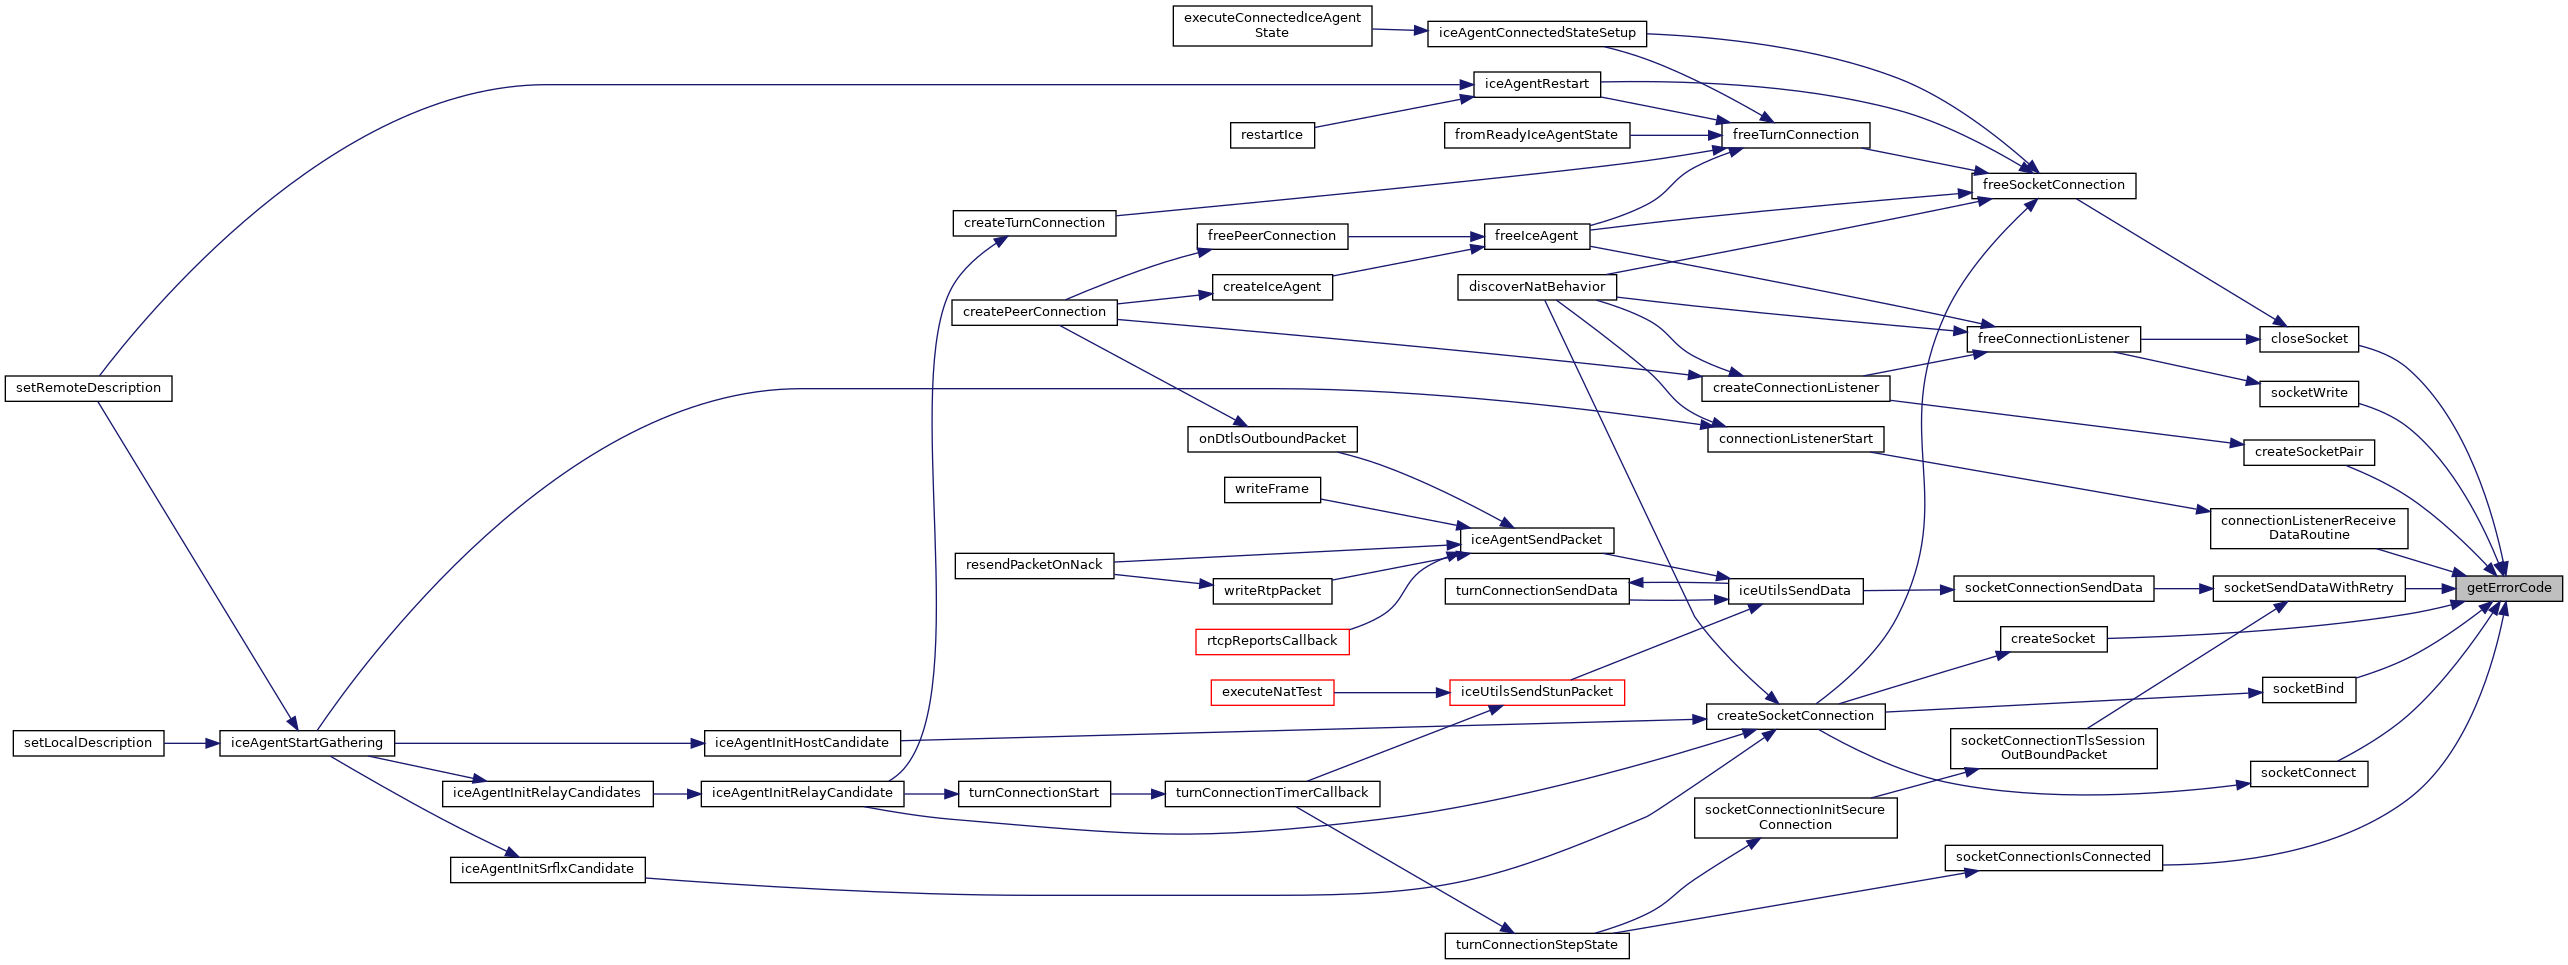 executeConnectedIceAgent
State
iceAgentConnectedStateSetup
iceAgentRestart
restartIce
fromReadyIceAgentState
freeTurnConnection
freeSocketConnection
createTurnConnection
freePeerConnection
freeIceAgent
createIceAgent
discoverNatBehavior
createPeerConnection
freeConnectionListener
closeSocket
setRemoteDescription
createConnectionListener
socketWrite
onDtlsOutboundPacket
connectionListenerStart
createSocketPair
writeFrame
connectionListenerReceive
DataRoutine
iceAgentSendPacket
resendPacketOnNack
writeRtpPacket
turnConnectionSendData
iceUtilsSendData
socketConnectionSendData
socketSendDataWithRetry
getErrorCode
rtcpReportsCallback
createSocket
executeNatTest
iceUtilsSendStunPacket
socketBind
createSocketConnection
setLocalDescription
iceAgentStartGathering
iceAgentInitHostCandidate
socketConnectionTlsSession
OutBoundPacket
socketConnect
iceAgentInitRelayCandidates
iceAgentInitRelayCandidate
turnConnectionStart
turnConnectionTimerCallback
socketConnectionInitSecure
Connection
iceAgentInitSrflxCandidate
socketConnectionIsConnected
turnConnectionStepState